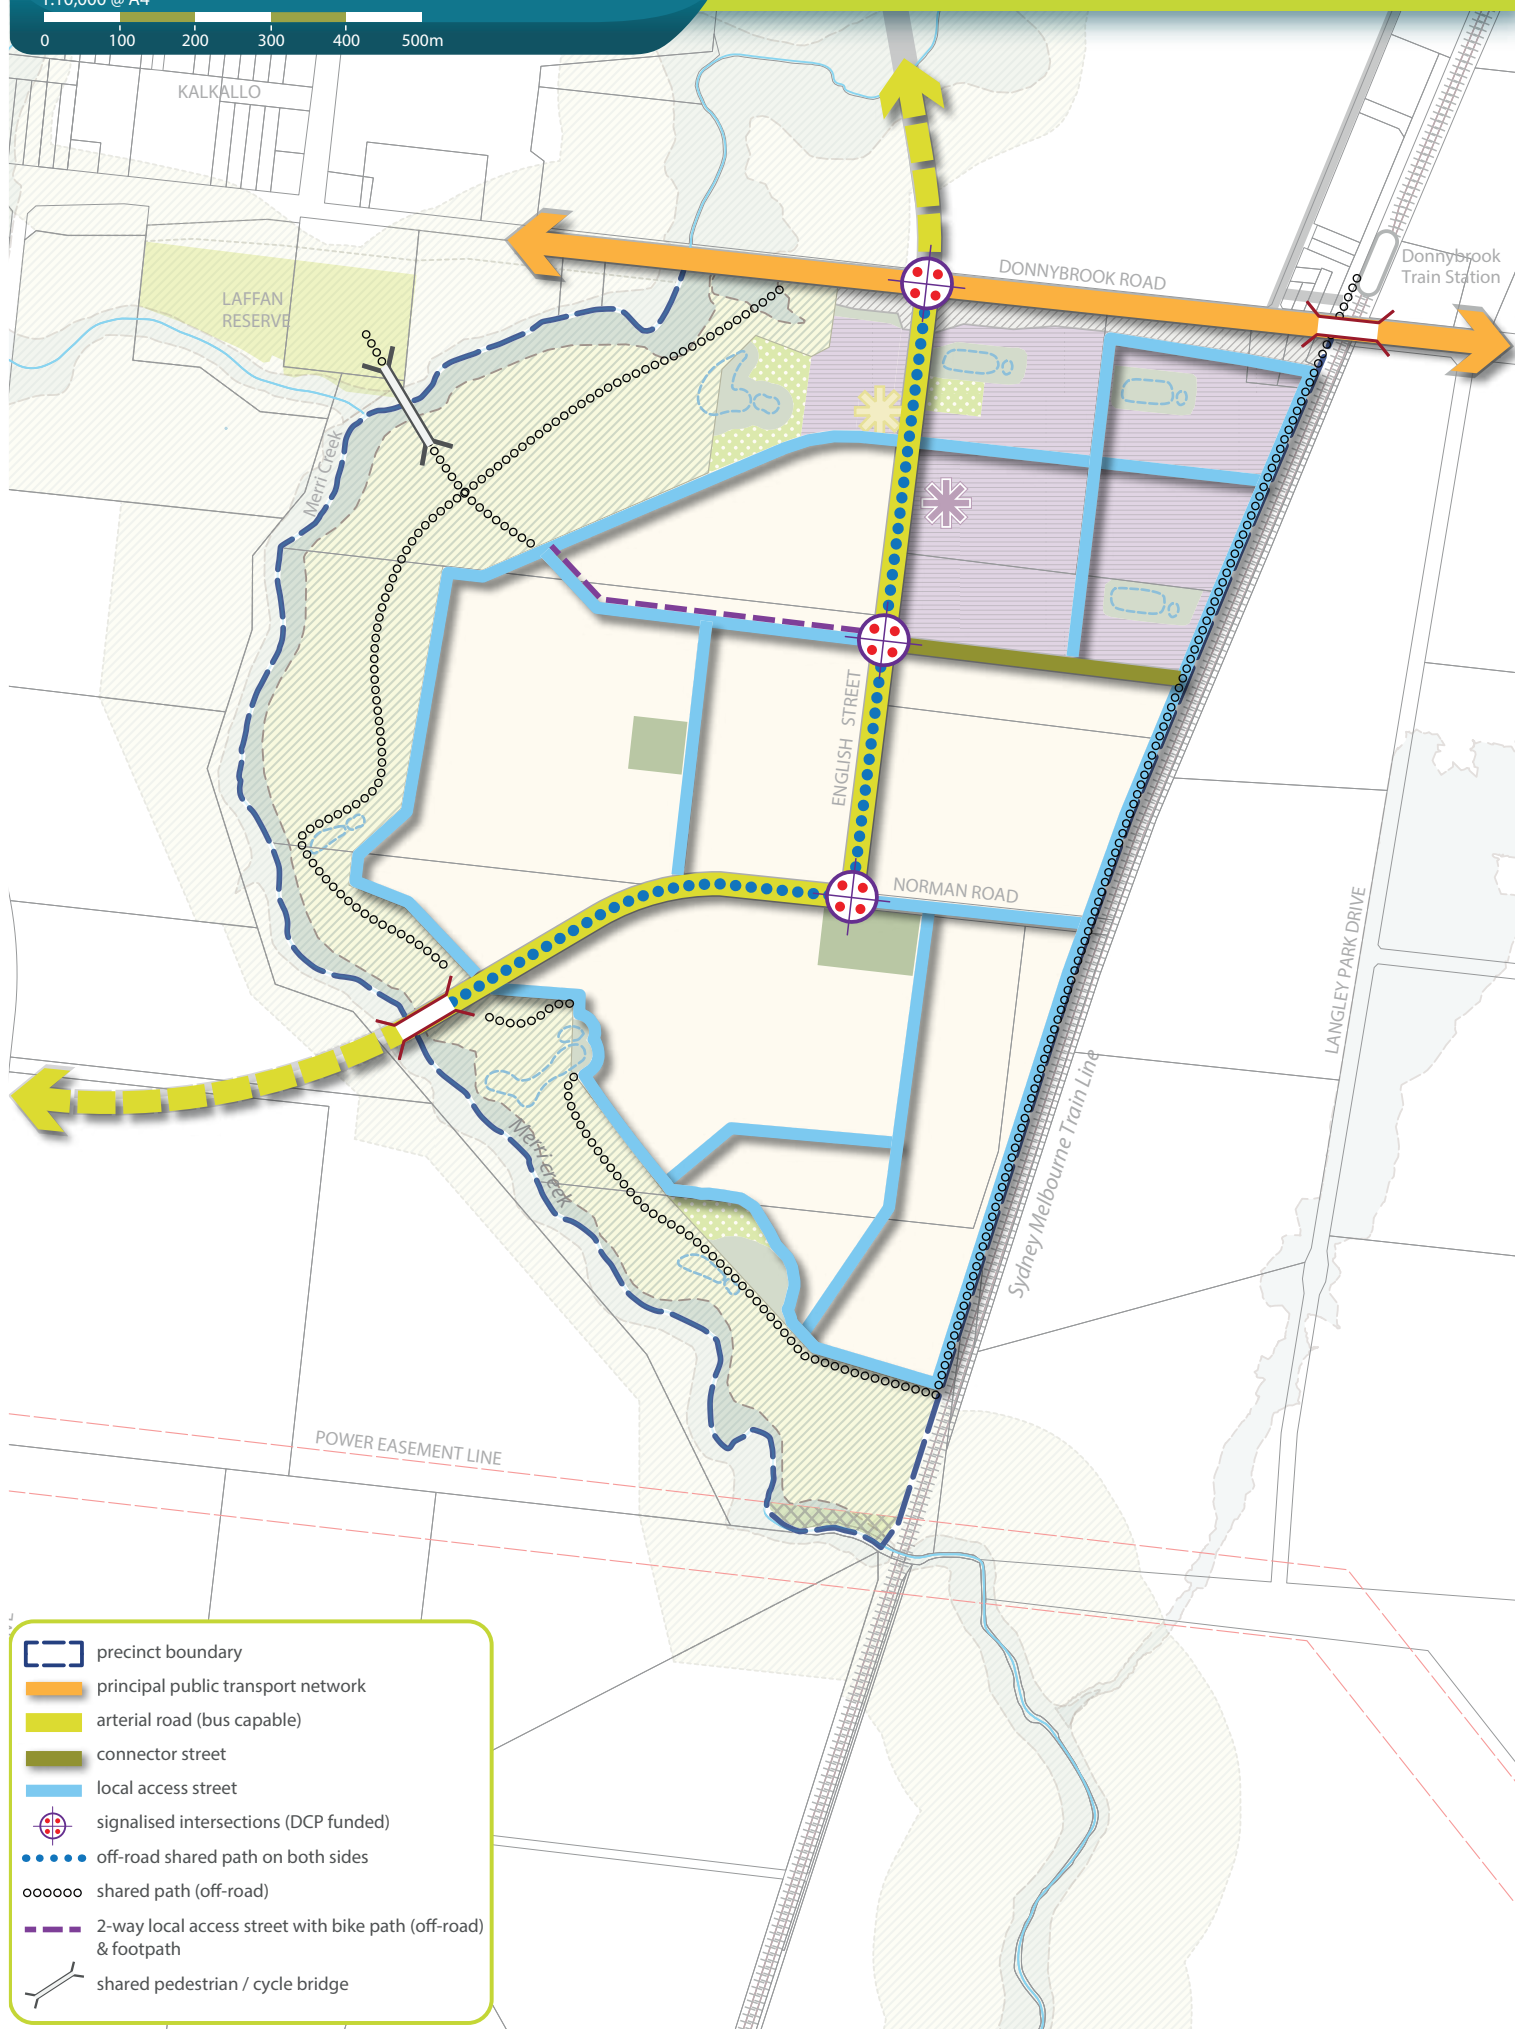 1:10,000 @ A4
0 100 200 300 400 500m
KALKALLO
LAFFAN
RESERVE
DONNYBROOK ROAD
Donnybrook
Train Station
Merri Creek
ENGLISH STREET
NORMAN ROAD
LANGLEY PARK DRIVE
Merri creek
Sydney Melbourne Train Line
POWER EASEMENT LINE
precinct boundary
principal public transport network
arterial road (bus capable)
connector street
local access street
signalised intersections (DCP funded)
off-road shared path on both sides
shared path (off-road)
2-way local access street with bike path (off-road)
& footpath
shared pedestrian / cycle bridge